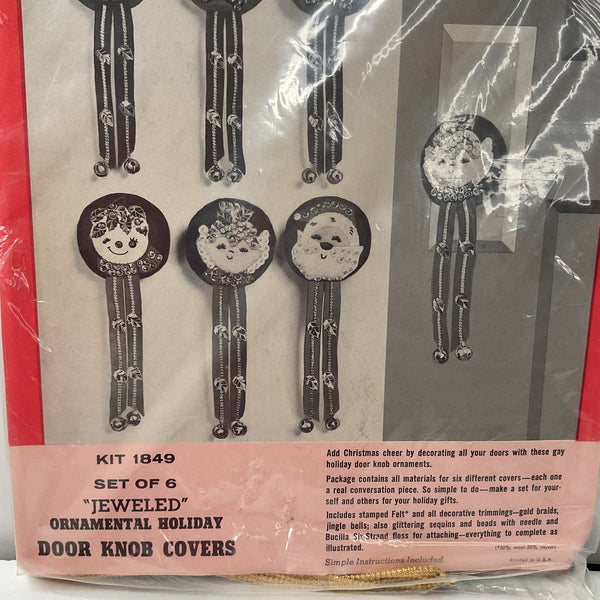 KIT 1849
SET OF 6
"JEWELED"
ORNAMENTAL HOLIDAY
DOOR KNOB COVERS
Add Christmas cheer by decorating all your doors with these gay
holiday door knob ornaments.
Package contains all materials for six different covers—each one
a real conversation piece. So simple to do—make a set for your-
self and others for your holiday gifts.
Includes stamped Felt* and all decorative trimmings—gold braids,
jingle bells; also glittering sequins and beads with needle and
Bucilla Six Strand floss for attaching—everything to complete as
illustrated.
(*50% wool-50% rayon)
Simple Instructions Included
Printed in U.S.A.